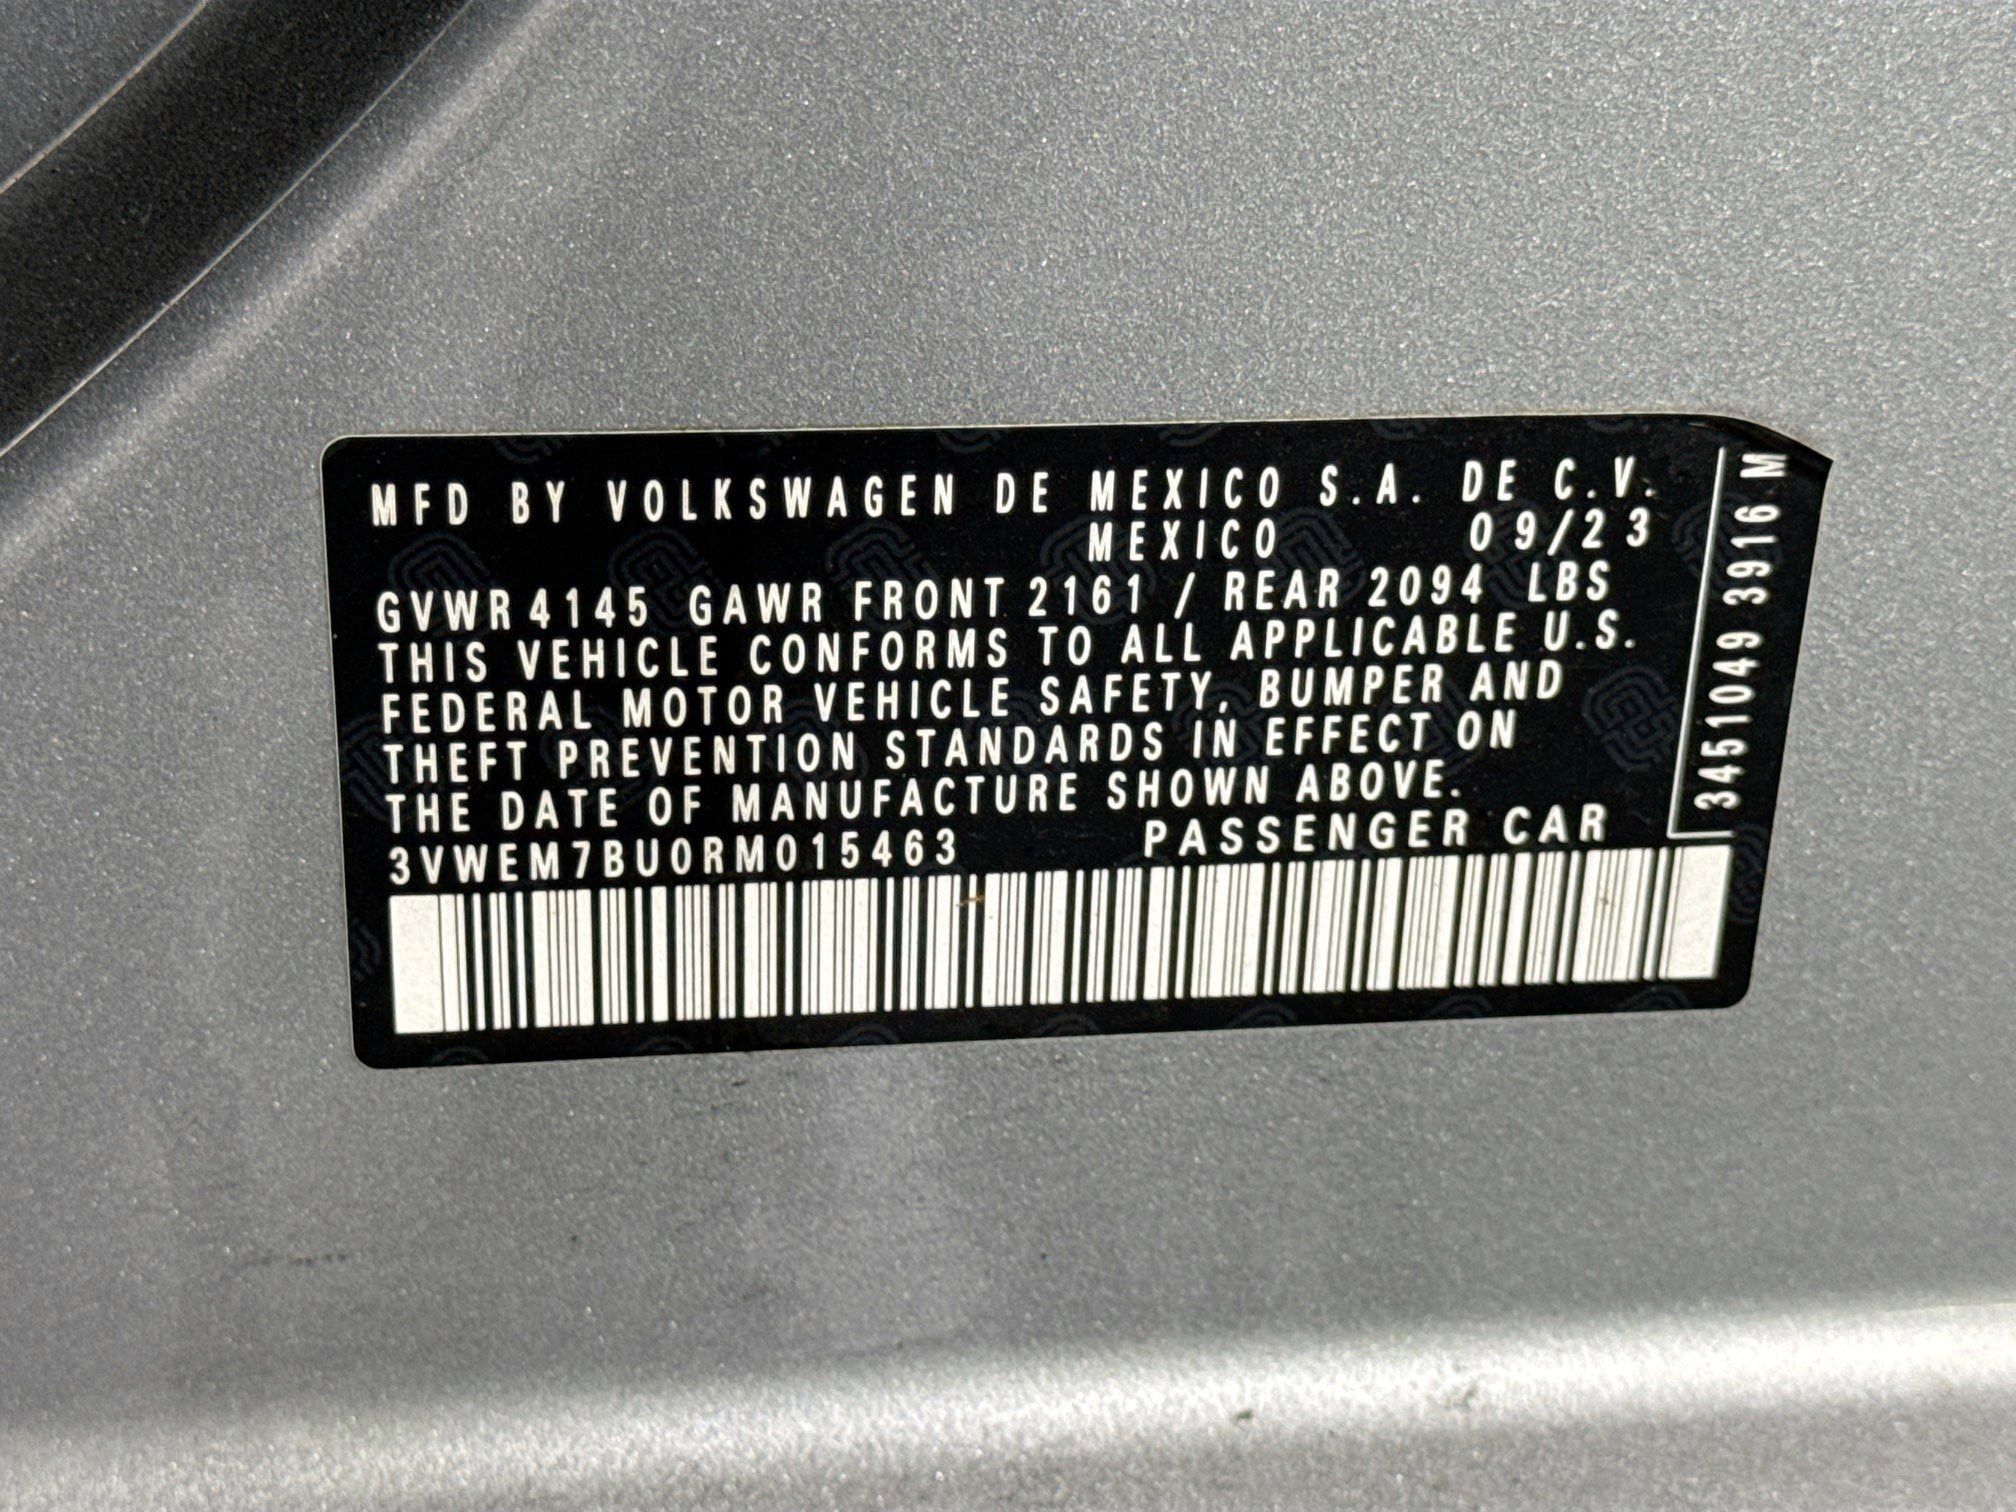 MFD BY VOLKSWAGEN DE MEXICO S.A. DE C.V.
MEXICO 09/23
GVWR 4145 GAWR FRONT 2161 / REAR 2094 LBS
THIS VEHICLE CONFORMS TO ALL APPLICABLE U.S.
FEDERAL MOTOR VEHICLE SAFETY, BUMPER AND
THEFT PREVENTION STANDARDS IN EFFECT ON
THE DATE OF MANUFACTURE SHOWN ABOVE.
3VWEM7BU0RM015463 PASSENGER CAR
3451049 3916 M